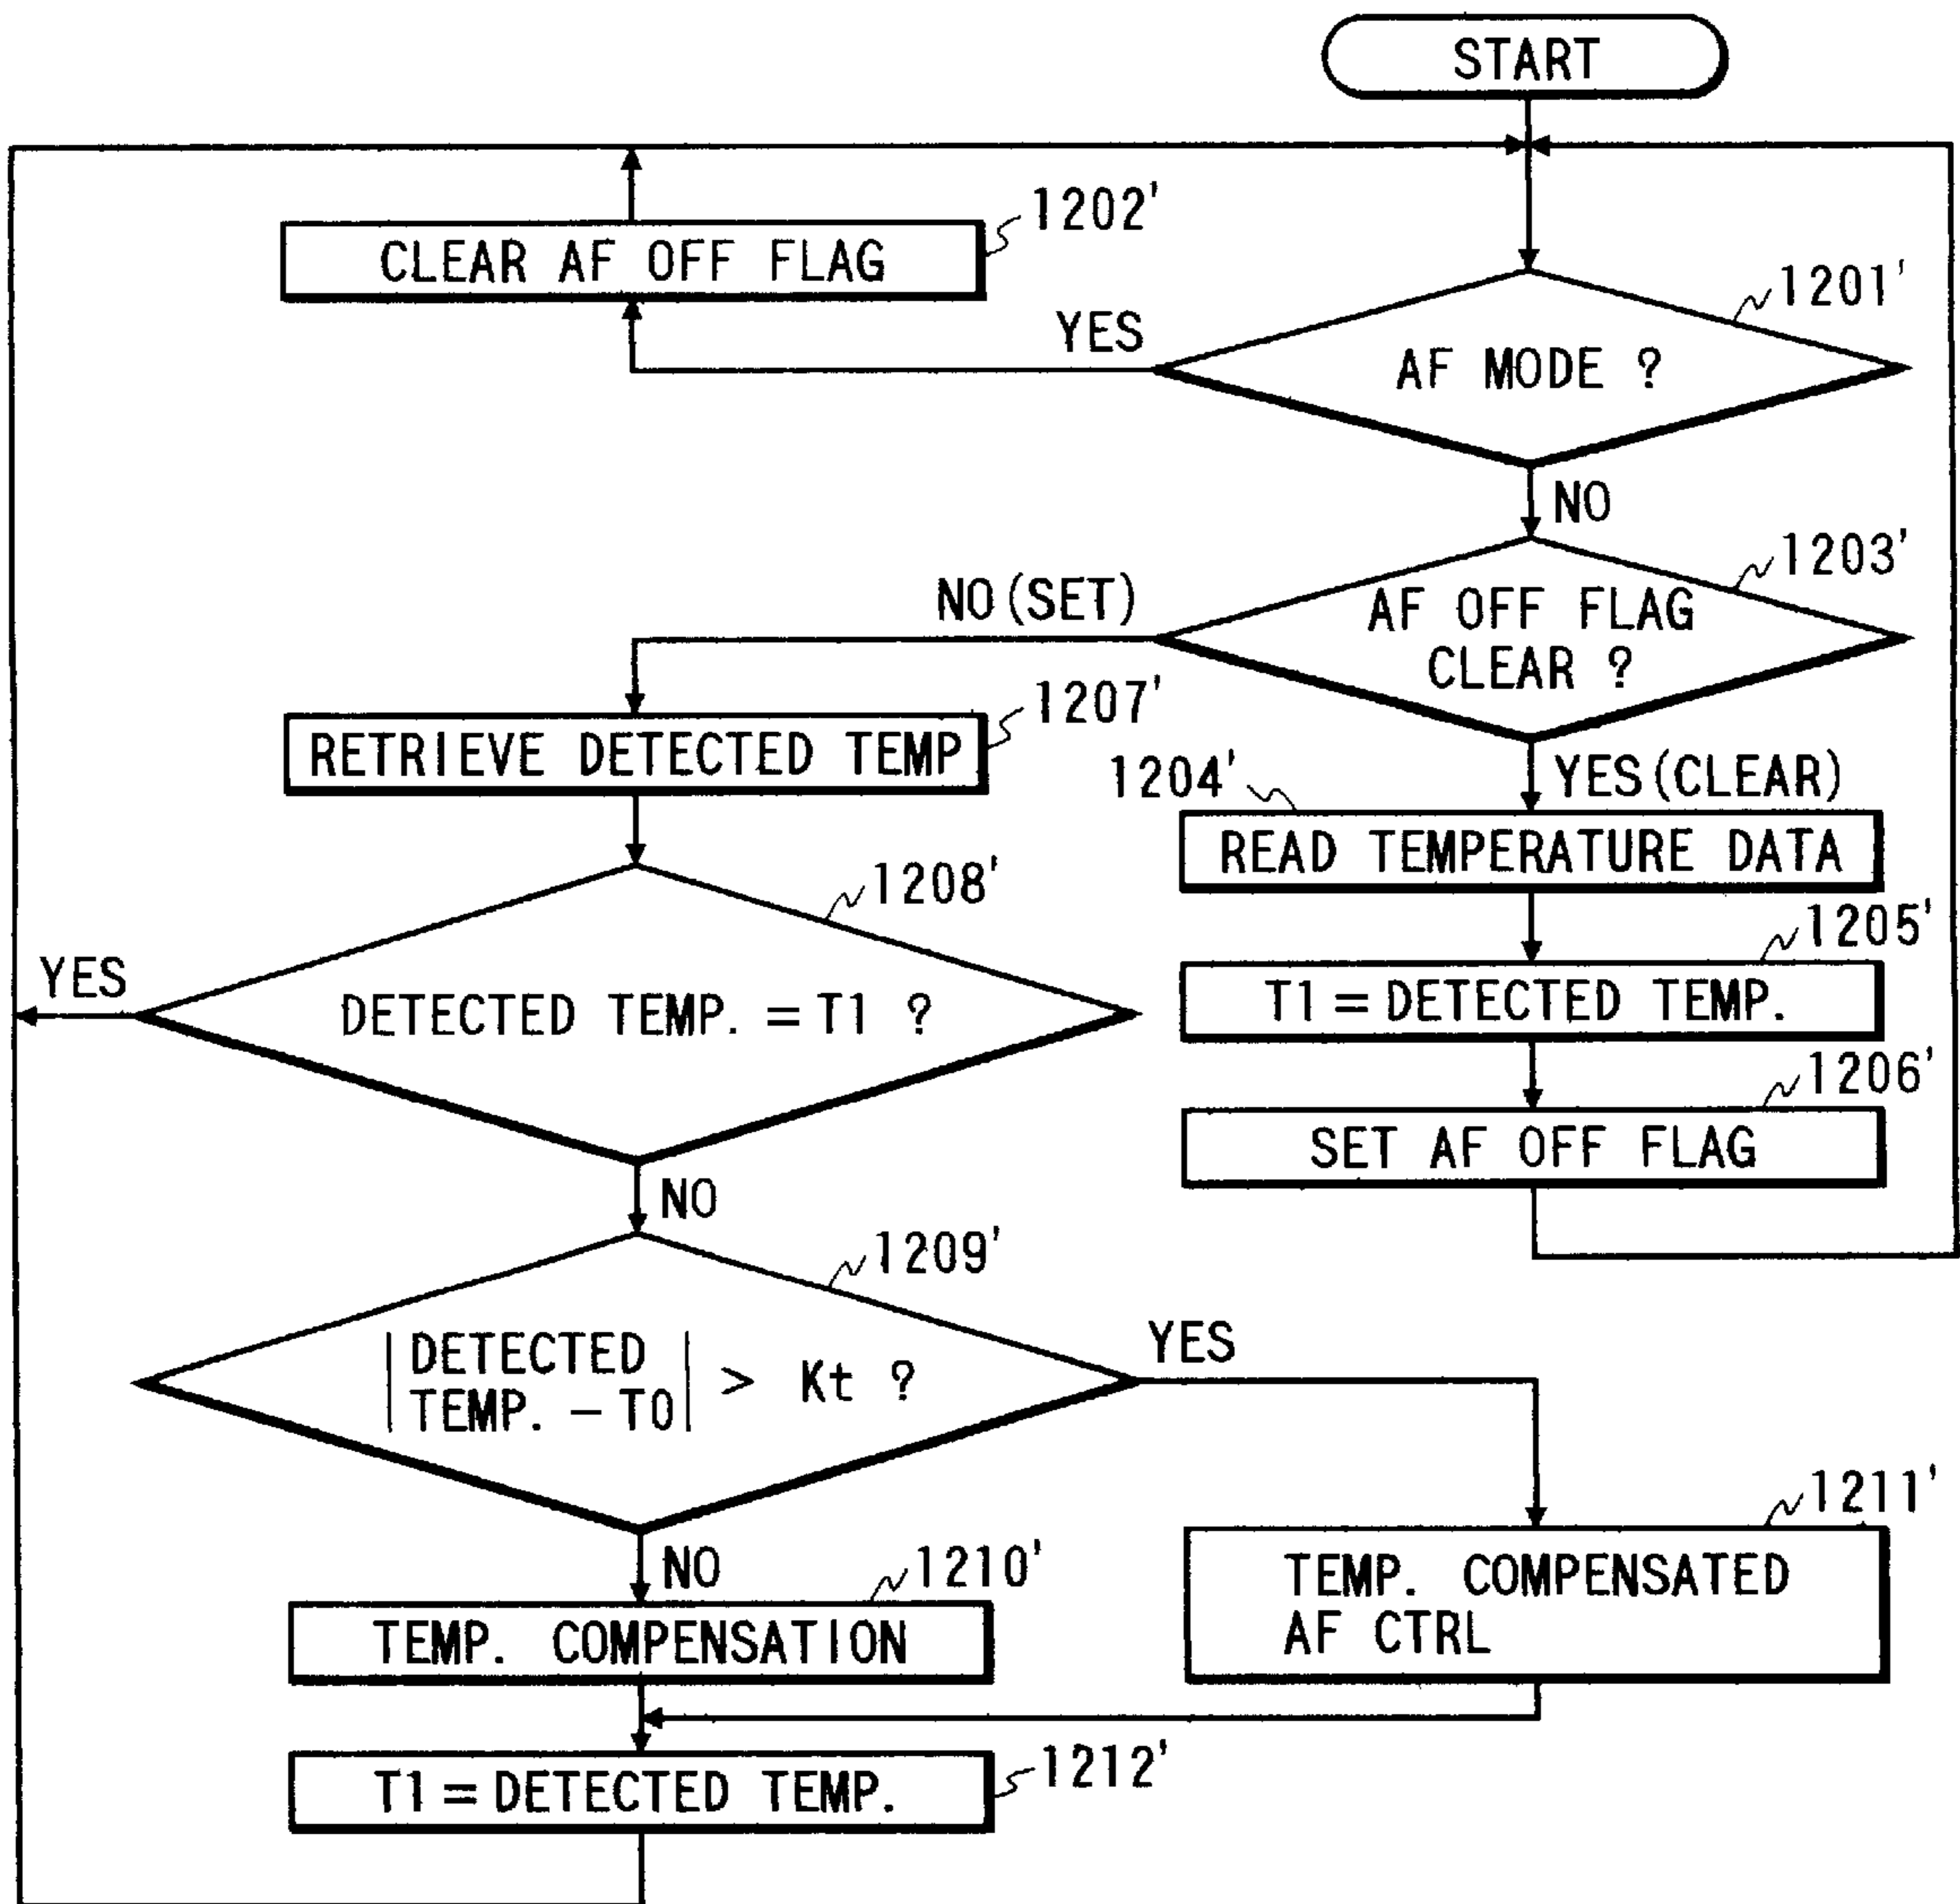 START
1202'
CLEAR AF OFF FLAG
1201'
YES
AF MODE ?
NO
1203'
NO(SET)
AF OFF FLAG
CLEAR ?
1207'
RETRIEVE DETECTED TEMP
1204'
YES(CLEAR)
READ TEMPERATURE DATA
1208'
1205'
YES
DETECTED TEMP. = T1 ?
T1 = DETECTED TEMP.
1206'
SET AF OFF FLAG
NO
1209'
YES
|DETECTED
TEMP. - T0| > Kt ?
1211'
NO
1210'
TEMP. COMPENSATED
AF CTRL
TEMP. COMPENSATION
1212'
T1 = DETECTED TEMP.